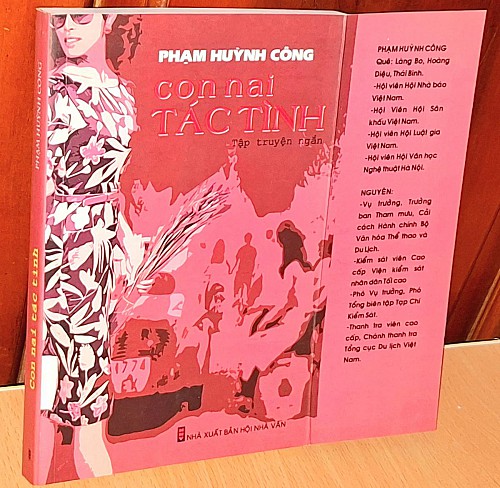 PHẠM HUỲNH CÔNG
con nai tác tình
PHẠM HUỲNH CÔNG
con nai
TÁC TÌNH
Tập truyện ngắn
1774
NHÀ XUẤT BẢN HỘI NHÀ VĂN
PHẠM HUỲNH CÔNG
Quê: Làng Bo, Hoàng
Diệu, Thái Bình.
-Hội viên Hội Nhà báo
Việt Nam.
-Hội Viên Hội Sân
khấu Việt Nam.
-Hội viên Hội Luật gia
Việt Nam.
-Hội viên Hội Văn học
Nghệ thuật Hà Nội.
NGUYÊN:
-Vụ trưởng, Trưởng
ban Tham mưu, Cải
cách Hành chính Bộ
Văn hóa Thể thao và
Du Lịch.
-Kiểm sát viên Cao
cấp Viện kiểm sát
nhân dân tối cao
-Phó Vụ trưởng, Phó
Tổng biên tập Tạp Chí
Kiểm Sát.
-Thanh tra viên cao
cấp, Chánh thanh tra
Tổng cục Du lịch Việt
Nam.